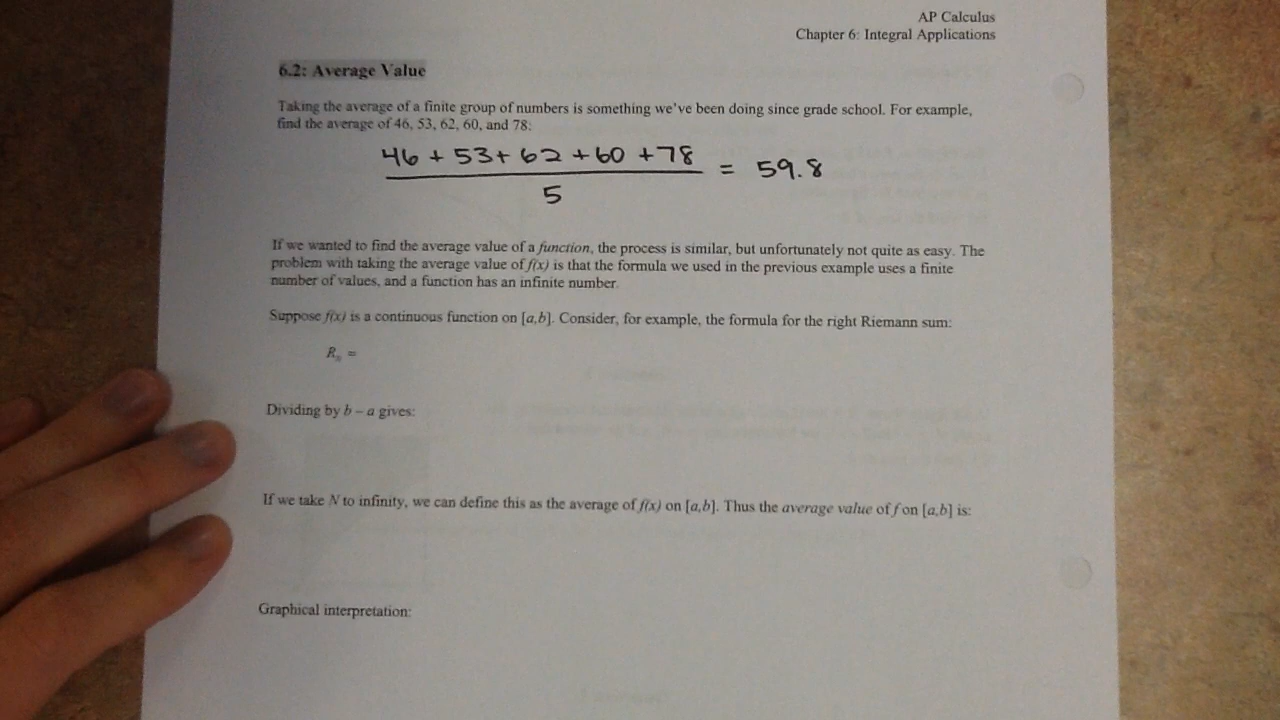 AP Calculus
Chapter 6: Integral Applications
6.2: Average Value
Taking the average of a finite group of numbers is something we've been doing since grade school. For example,
find the average of 46, 53, 62, 60, and 78:
46 + 53 + 62 + 60 + 78
5
= 59.8
If we wanted to find the average value of a function, the process is similar, but unfortunately not quite as easy. The
problem with taking the average value of f(x) is that the formula we used in the previous example uses a finite
number of values, and a function has an infinite number.
Suppose f(x) is a continuous function on [a,b]. Consider, for example, the formula for the right Riemann sum:
Rₙ =
Dividing by b – a gives:
If we take N to infinity, we can define this as the average of f(x) on [a,b]. Thus the average value of f on [a,b] is:
Graphical interpretation: